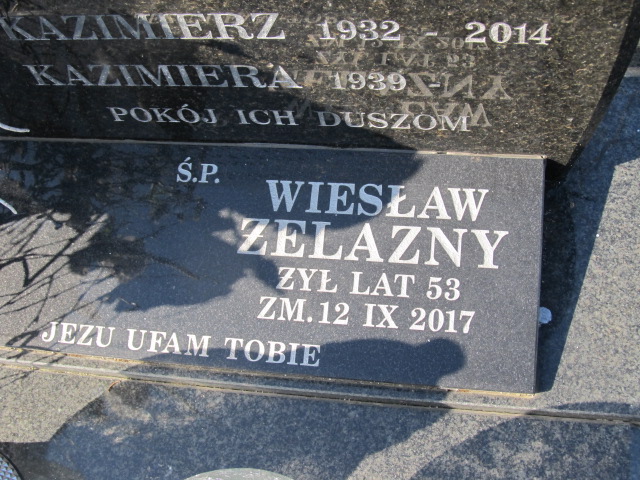 KAZIMIERZ 1932 - 2014
KAZIMIERA 1939 -
POKÓJ ICH DUSZOM
Ś.P.
WIESŁAW
ŻELAZNY
ŻYŁ LAT 53
ZM. 12 IX 2017
JEZU UFAM TOBIE